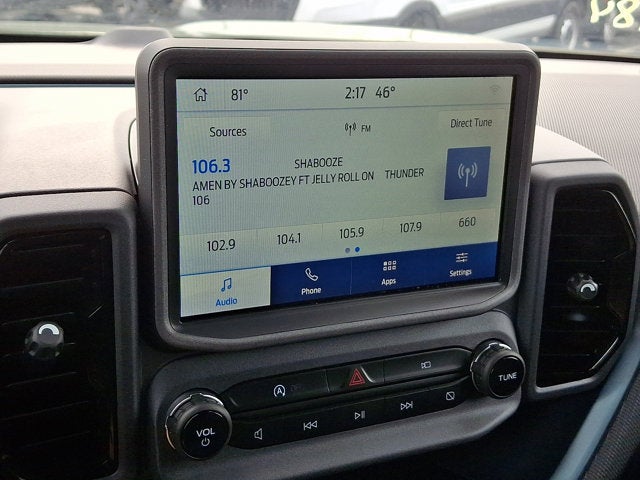 81° 2:17 46°
Sources FM Direct Tune
106.3 SHABOOZE
AMEN BY SHABOOZEY FT JELLY ROLL ON THUNDER
106
102.9 104.1 105.9 107.9 660
Audio Phone Apps Settings
VOL TUNE